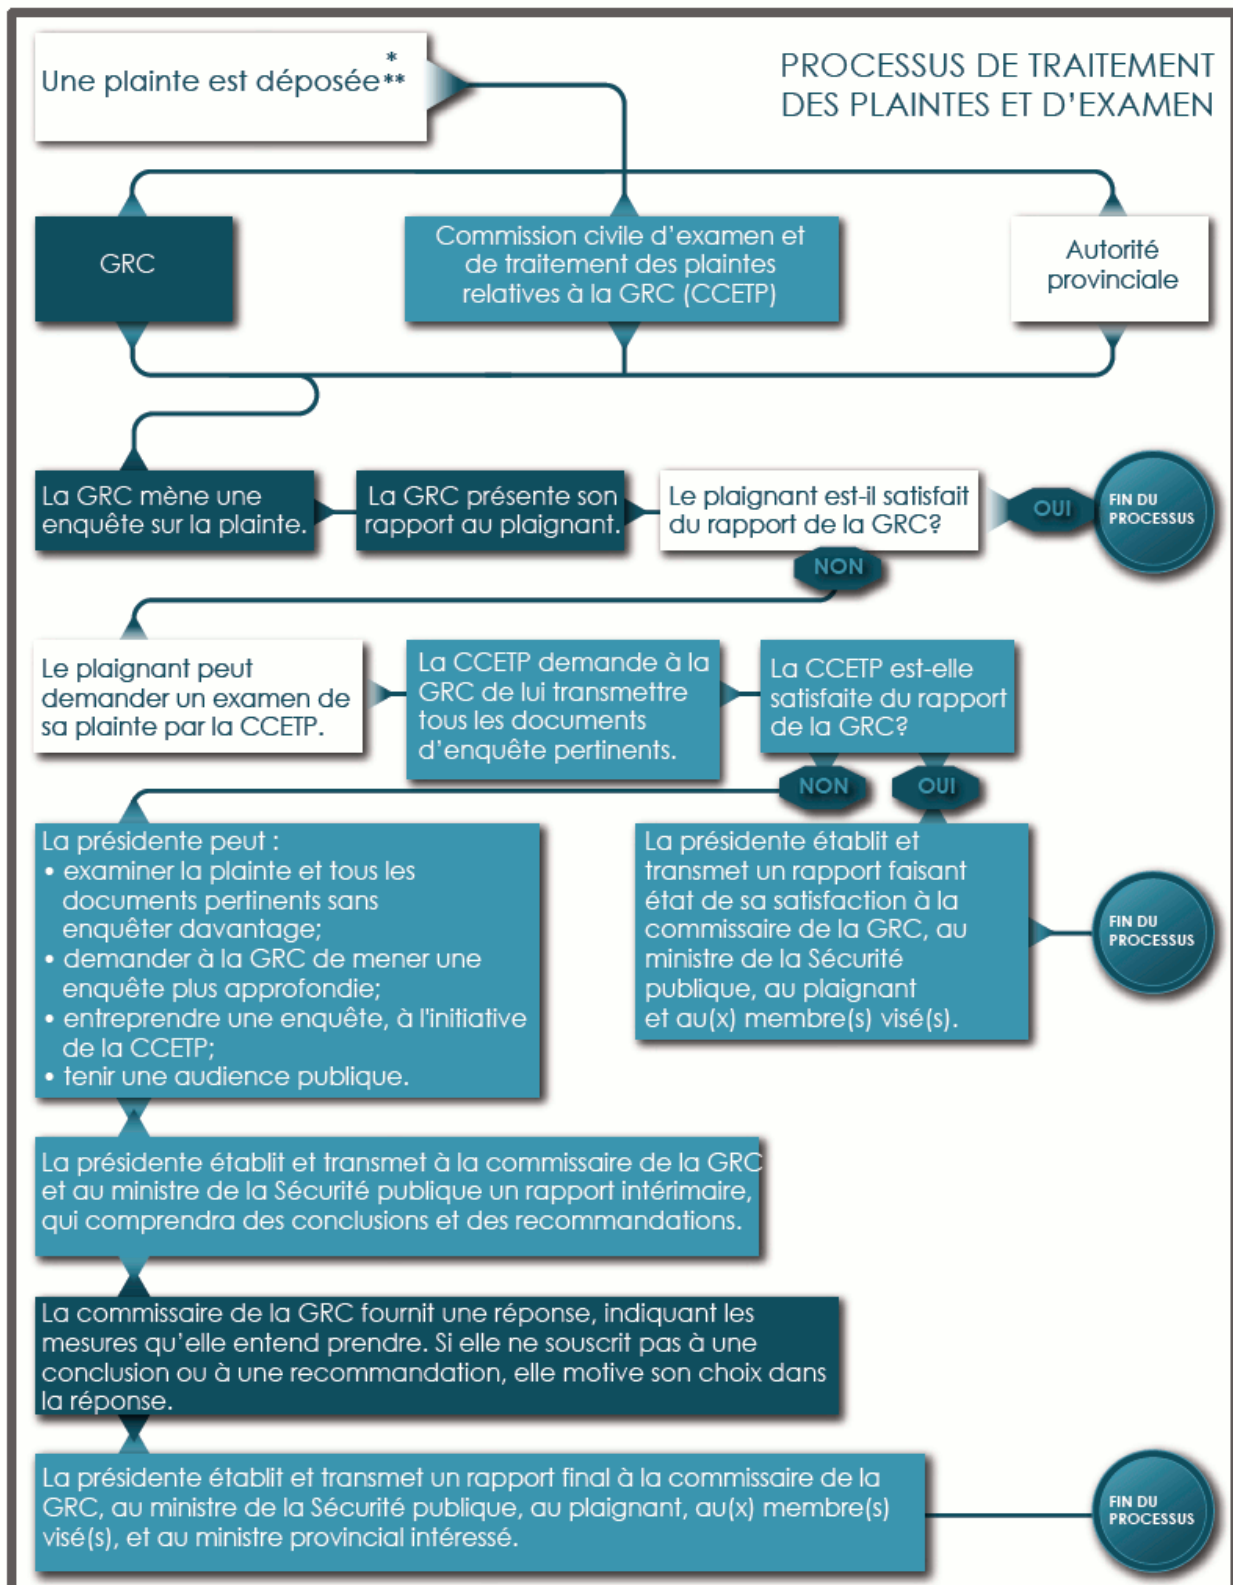 PROCESSUS DE TRAITEMENT
DES PLAINTES ET D'EXAMEN
Une plainte est déposée * **
GRC
Commission civile d'examen et
de traitement des plaintes
relatives à la GRC (CCETP)
Autorité
provinciale
La GRC mène une
enquête sur la plainte.
La GRC présente son
rapport au plaignant.
Le plaignant est-il satisfait
du rapport de la GRC?
OUI
FIN DU
PROCESSUS
NON
Le plaignant peut
demander un examen de
sa plainte par la CCETP.
La CCETP demande à la
GRC de lui transmettre
tous les documents
d'enquête pertinents.
La CCETP est-elle
satisfaite du rapport
de la GRC?
NON
OUI
La présidente peut :
• examiner la plainte et tous les
documents pertinents sans
enquêter davantage;
• demander à la GRC de mener une
enquête plus approfondie;
• entreprendre une enquête, à l'initiative
de la CCETP;
• tenir une audience publique.
La présidente établit et
transmet un rapport faisant
état de sa satisfaction à la
commissaire de la GRC, au
ministre de la Sécurité
publique, au plaignant
et au(x) membre(s) visé(s).
FIN DU
PROCESSUS
La présidente établit et transmet à la commissaire de la GRC
et au ministre de la Sécurité publique un rapport intérimaire,
qui comprendra des conclusions et des recommandations.
La commissaire de la GRC fournit une réponse, indiquant les
mesures qu'elle entend prendre. Si elle ne souscrit pas à une
conclusion ou à une recommandation, elle motive son choix dans
la réponse.
La présidente établit et transmet un rapport final à la commissaire de la
GRC, au ministre de la Sécurité publique, au plaignant, au(x) membre(s)
visé(s), et au ministre provincial intéressé.
FIN DU
PROCESSUS